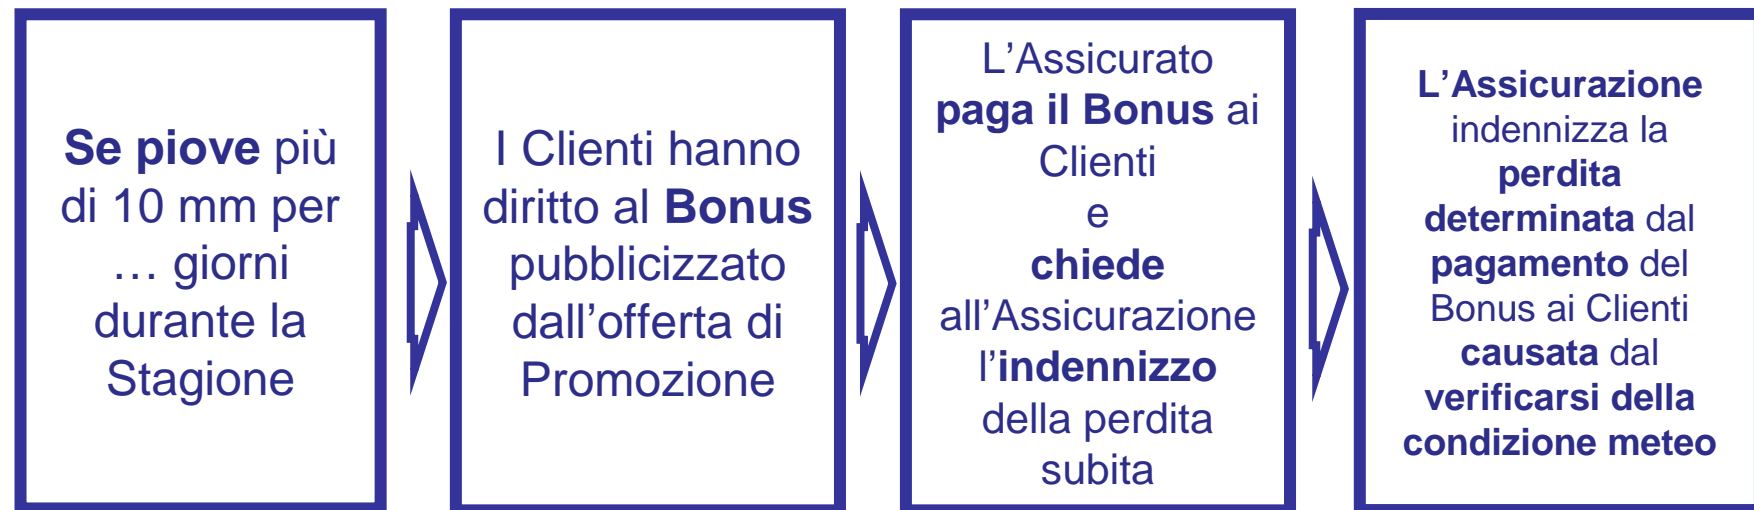 Se piove più
di 10 mm per
… giorni
durante la
Stagione
I Clienti hanno
diritto al Bonus
pubblicizzato
dall’offerta di
Promozione
L’Assicurato
paga il Bonus ai
Clienti
e
chiede
all’Assicurazione
l’indennizzo
della perdita
subita
L’Assicurazione
indennizza la
perdita
determinata dal
pagamento del
Bonus ai Clienti
causata dal
verificarsi della
condizione meteo